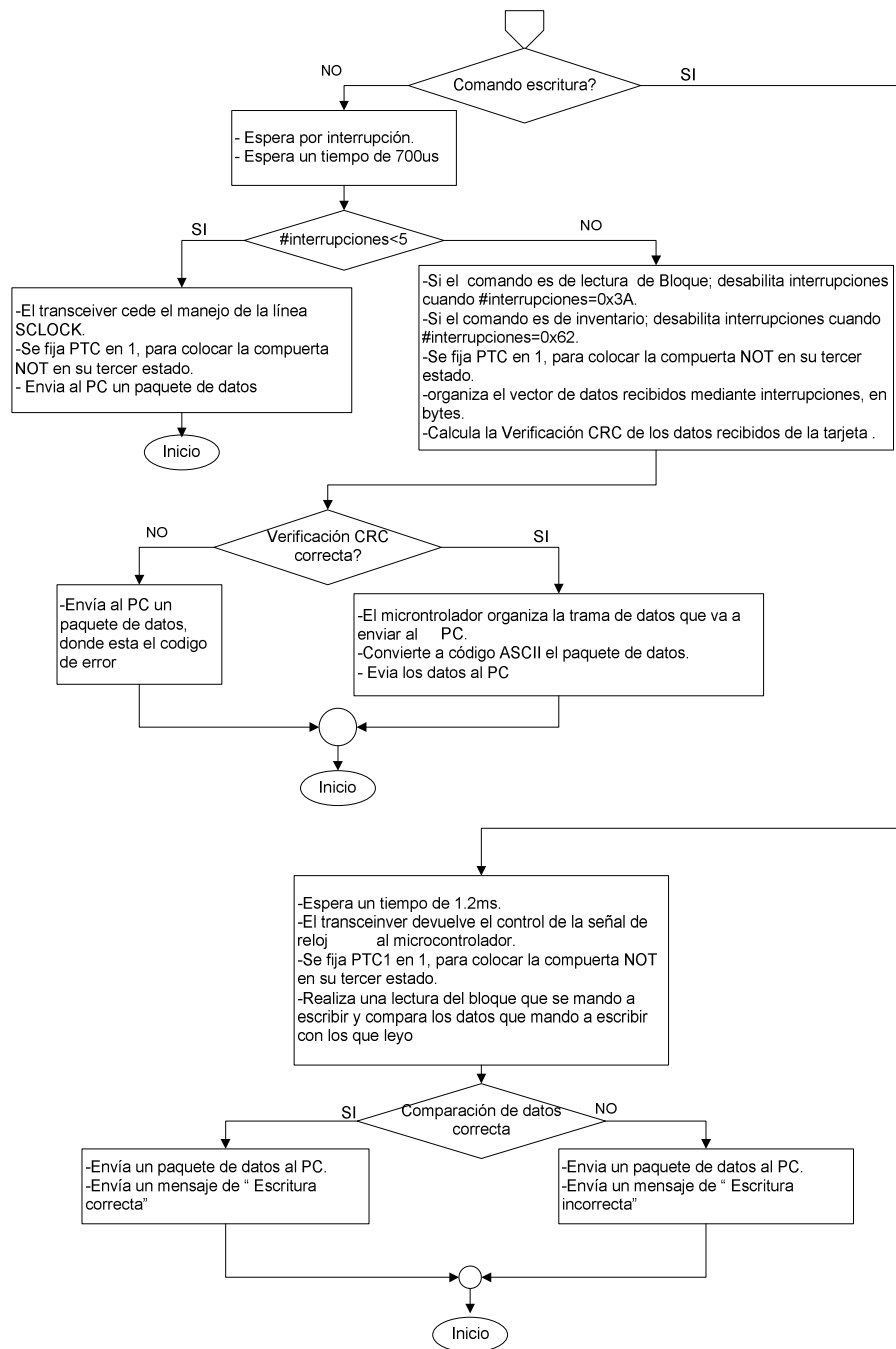 Comando escritura?
NO
SI
- Espera por interrupción.
- Espera un tiempo de 700us
#interrupciones<5
SI
NO
-El transceiver cede el manejo de la línea
SCLOCK.
-Se fija PTC en 1, para colocar la compuerta
NOT en su tercer estado.
- Envia al PC un paquete de datos
Inicio
-Si el comando es de lectura de Bloque; desabilita interrupciones
cuando #interrupciones=0x3A.
-Si el comando es de inventario; desabilita interrupciones cuando
#interrupciones=0x62.
-Se fija PTC en 1, para colocar la compuerta NOT en su tercer
estado.
-organiza el vector de datos recibidos mediante interrupciones, en
bytes.
-Calcula la Verificación CRC de los datos recibidos de la tarjeta .
Verificación CRC
correcta?
NO
SI
-Envía al PC un
paquete de datos,
donde esta el codigo
de error
-El microntrolador organiza la trama de datos que va a
enviar al PC.
-Convierte a código ASCII el paquete de datos.
- Evia los datos al PC
Inicio
-Espera un tiempo de 1.2ms.
-El transceinver devuelve el control de la señal de
reloj al microcontrolador.
-Se fija PTC1 en 1, para colocar la compuerta NOT
en su tercer estado.
-Realiza una lectura del bloque que se mando a
escribir y compara los datos que mando a escribir
con los que leyo
Comparación de datos
correcta
SI
NO
-Envía un paquete de datos al PC.
-Envía un mensaje de “ Escritura
correcta”
-Envia un paquete de datos al PC.
-Envía un mensaje de “ Escritura
incorrecta”
Inicio